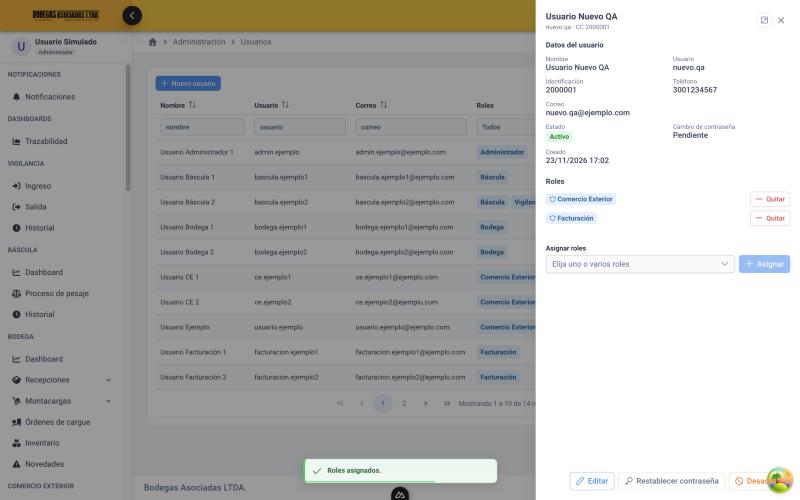 BODEGAS ASOCIADAS LTDA.
U
Usuario Simulado
Administrador
NOTIFICACIONES
Notificaciones
DASHBOARDS
Trazabilidad
VIGILANCIA
Ingreso
Salida
Historial
BÁSCULA
Dashboard
Proceso de pesaje
Historial
BODEGA
Dashboard
Recepciones
Montacargas
Órdenes de cargue
Inventario
Novedades
COMERCIO EXTERIOR
Administración
Usuarios
+ Nuevo usuario
Nombre Usuario Correo Roles
nombre usuario correo Todos
Usuario Administrador 1 admin.ejemplo admin.ejemplo@ejemplo.com Administrador
Usuario Báscula 1 bascula.ejemplo1 bascula.ejemplo1@ejemplo.com Báscula
Usuario Báscula 2 bascula.ejemplo2 bascula.ejemplo2@ejemplo.com Báscula Vigilan
Usuario Bodega 1 bodega.ejemplo1 bodega.ejemplo1@ejemplo.com Bodega
Usuario Bodega 2 bodega.ejemplo2 bodega.ejemplo2@ejemplo.com Bodega
Usuario CE 1 ce.ejemplo1 ce.ejemplo1@ejemplo.com Comercio Exterior
Usuario CE 2 ce.ejemplo2 ce.ejemplo2@ejemplo.com Comercio Exterior
Usuario Ejemplo usuario.ejemplo usuario.ejemplo@ejemplo.com Comercio Exterior
Usuario Facturación 1 facturacion.ejemplo1 facturacion.ejemplo1@ejemplo.com Facturación
Usuario Facturación 2 facturacion.ejemplo2 facturacion.ejemplo2@ejemplo.com Facturación
1 2 Mostrando 1 a 10 de 14 r
Roles asignados.
Bodegas Asociadas LTDA.
Usuario Nuevo QA
nuevo.qa · CC 2000001
Datos del usuario
Nombre Usuario
Usuario Nuevo QA nuevo.qa
Identificación Teléfono
2000001 3001234567
Correo
nuevo.qa@ejemplo.com
Estado Cambio de contraseña
Activo Pendiente
Creado
23/11/2026 17:02
Roles
Comercio Exterior Quitar
Facturación Quitar
Asignar roles
Elija uno o varios roles + Asignar
Editar Restablecer contraseña Desac